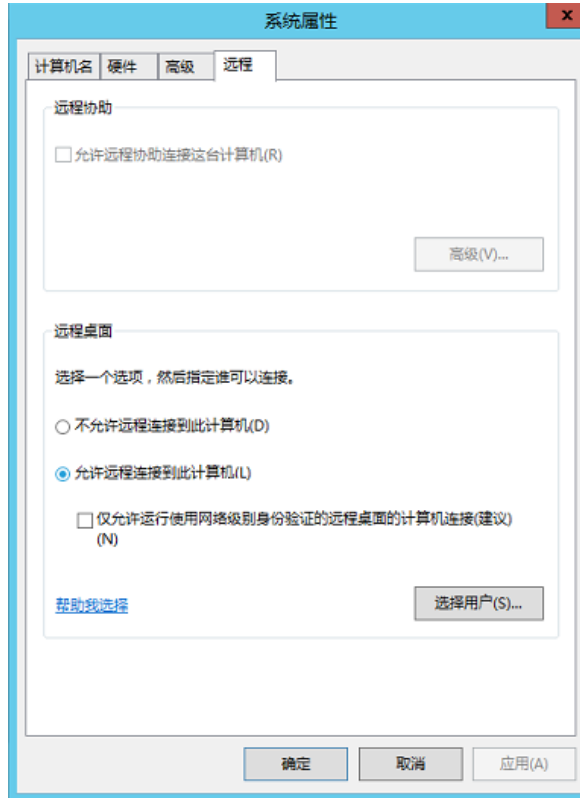 系统属性
x
计算机名 硬件 高级 远程
远程协助
允许远程协助连接这台计算机(R)
高级(V)...
远程桌面
选择一个选项，然后指定谁可以连接。
不允许远程连接到此计算机(D)
允许远程连接到此计算机(L)
仅允许运行使用网络级别身份验证的远程桌面的计算机连接(建议)
(N)
帮助我选择 选择用户(S)...
确定 取消 应用(A)